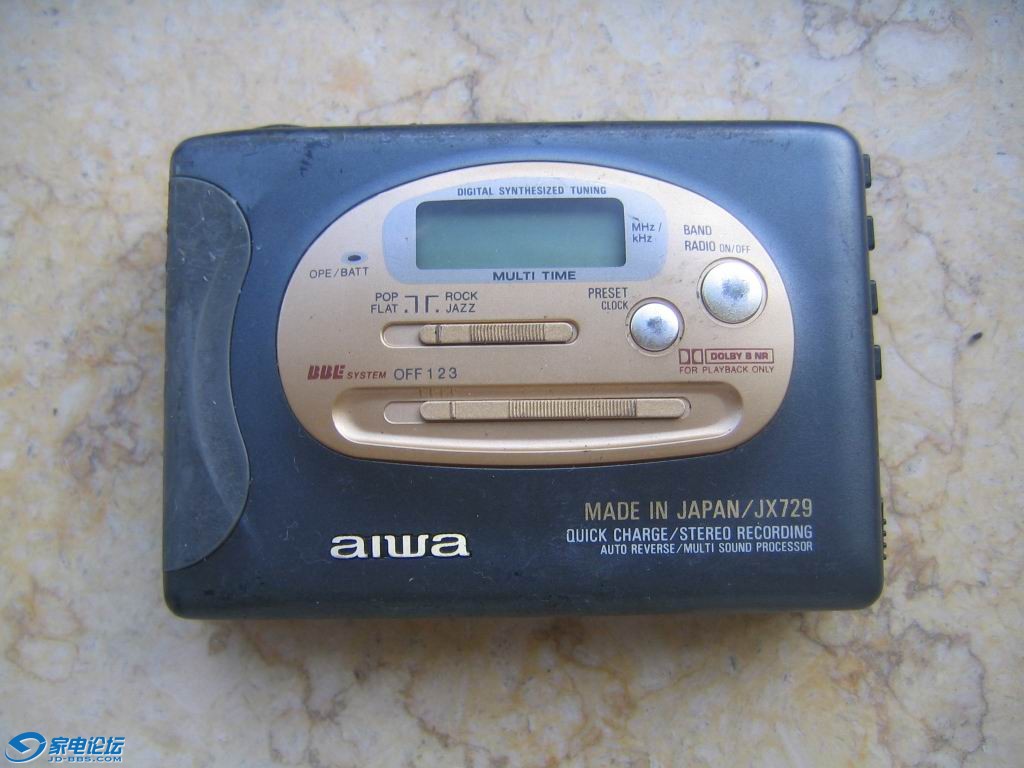 DIGITAL SYNTHESIZED TUNING
MHz /
kHz
MULTI TIME
BAND
RADIO ON/OFF
OPE/BATT
POP ROCK
FLAT JAZZ
PRESET
CLOCK
DOLBY B NR
FOR PLAYBACK ONLY
BBE SYSTEM OFF 1 2 3
MADE IN JAPAN/JX729
QUICK CHARGE/STEREO RECORDING
AUTO REVERSE/MULTI SOUND PROCESSOR
aiwa
家电论坛
JD-BBS.COM